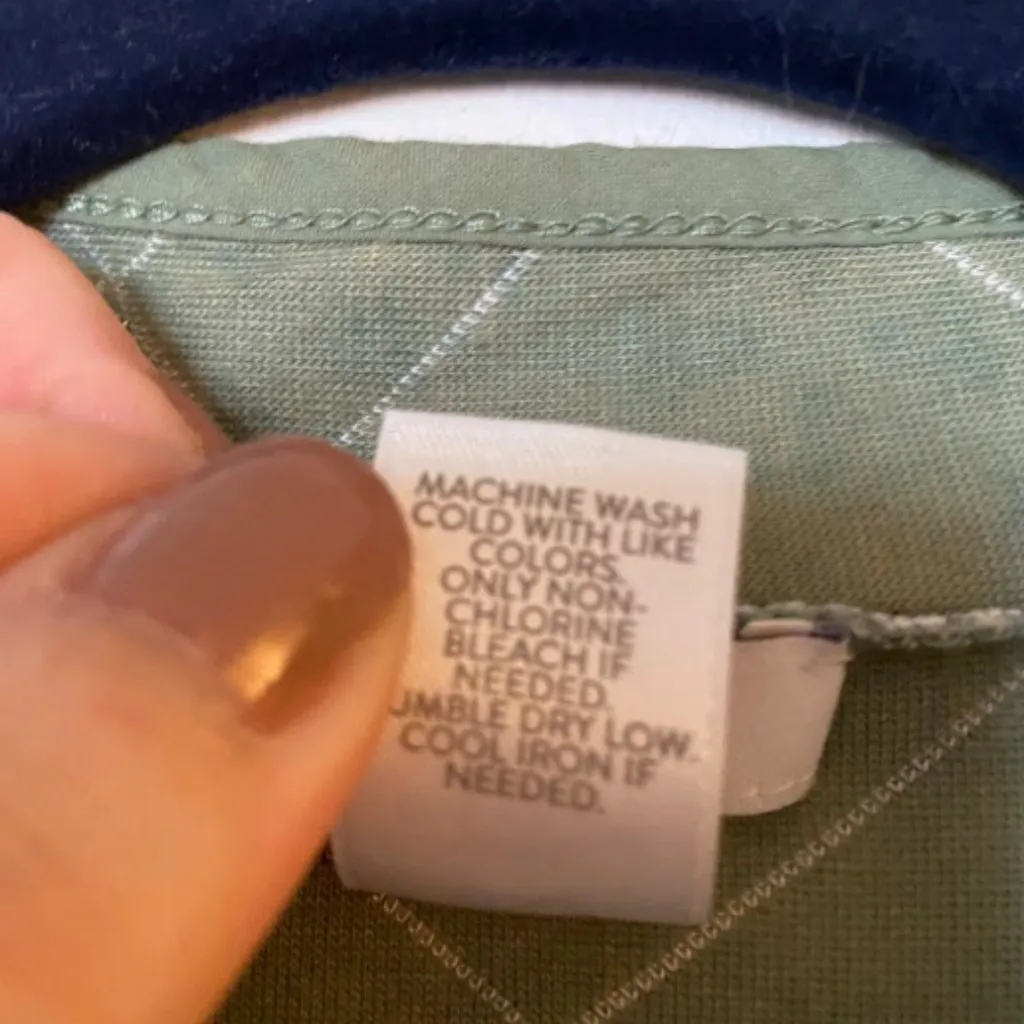 MACHINE WASH
COLD WITH LIKE
COLORS.
ONLY NON-
CHLORINE
BLEACH IF
NEEDED.
UMBLE DRY LOW.
COOL IRON IF
NEEDED.